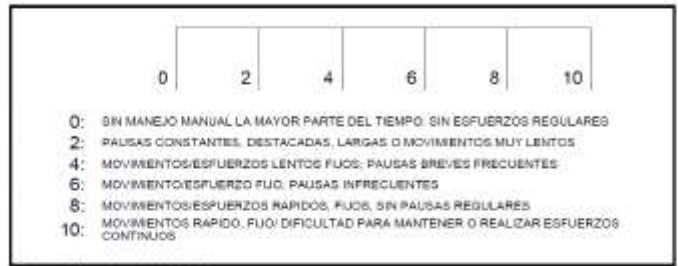 0 2 4 6 8 10
0: SIN MANEJO MANUAL LA MAYOR PARTE DEL TIEMPO. SIN ESFUERZOS REGULARES
2: PAUSAS CONSTANTES, DESTACADAS, LARGAS O MOVIMIENTOS MUY LENTOS
4: MOVIMIENTOS/ESFUERZOS LENTOS FIJOS; PAUSAS BREVES FRECUENTES
6: MOVIMIENTO/ESFUERZO FIJO, PAUSAS INFRECUENTES
8: MOVIMIENTOS/ESFUERZOS RAPIDOS, FIJOS, SIN PAUSAS REGULARES
10: MOVIMIENTOS RAPIDO, FIJO/ DIFICULTAD PARA MANTENER O REALIZAR ESFUERZOS
CONTINUOS